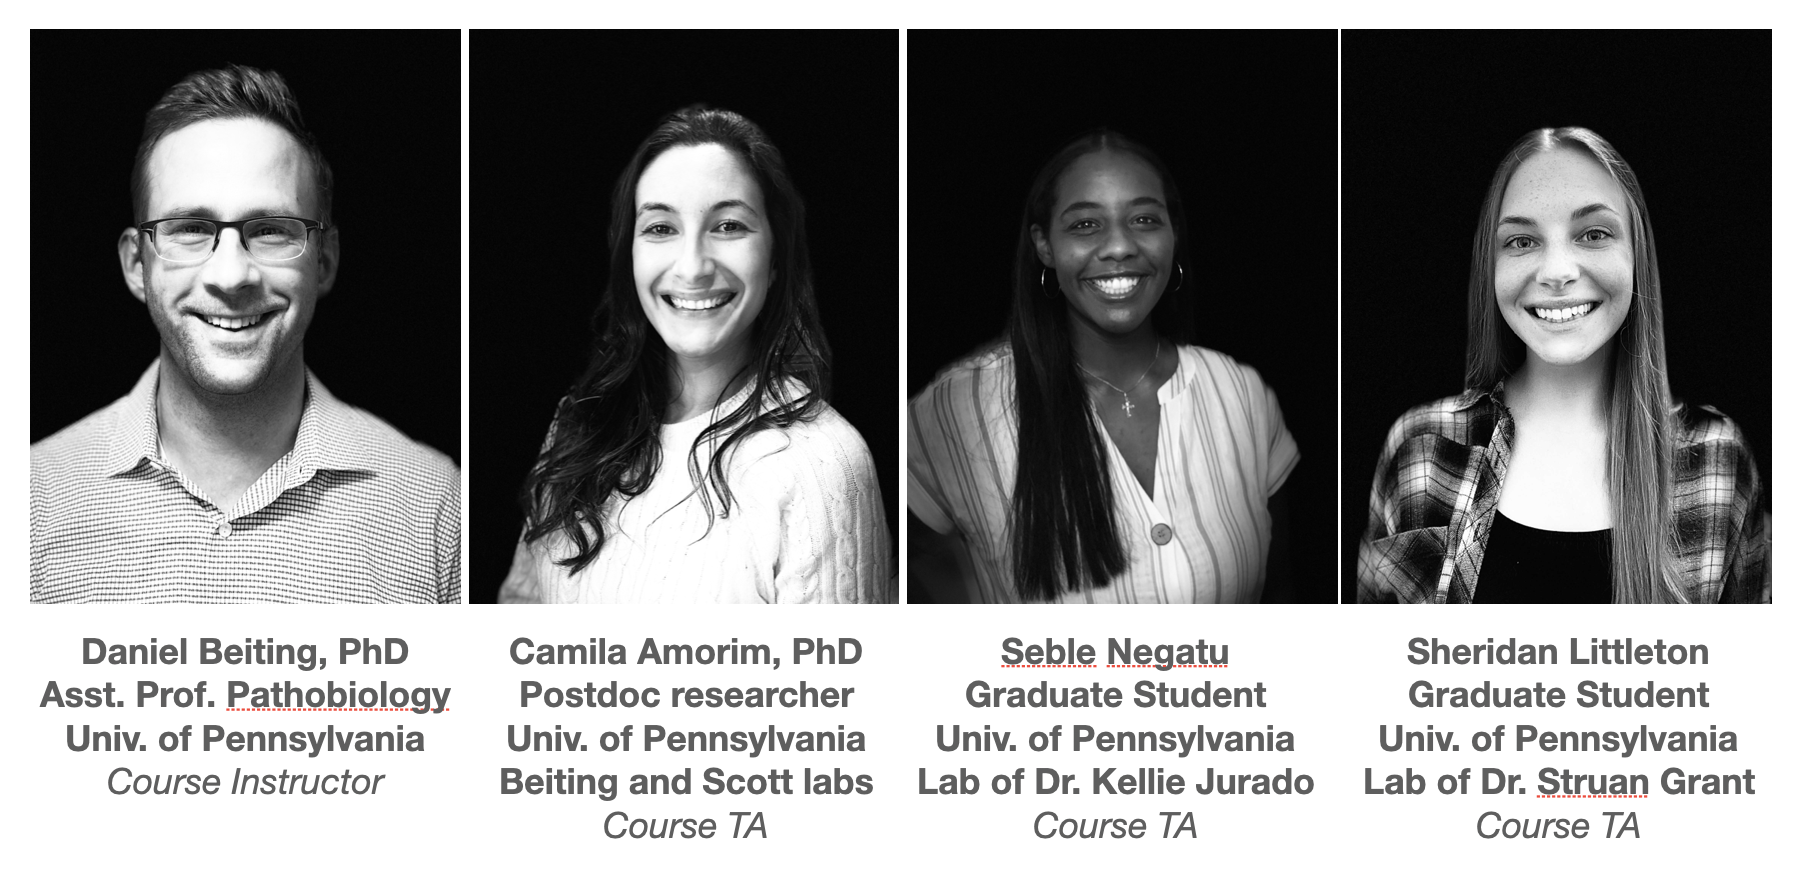 Daniel Beiting, PhD
Asst. Prof. Pathobiology
Univ. of Pennsylvania
Course Instructor
Camila Amorim, PhD
Postdoc researcher
Univ. of Pennsylvania
Beiting and Scott labs
Course TA
Seble Negatu
Graduate Student
Univ. of Pennsylvania
Lab of Dr. Kellie Jurado
Course TA
Sheridan Littleton
Graduate Student
Univ. of Pennsylvania
Lab of Dr. Struan Grant
Course TA